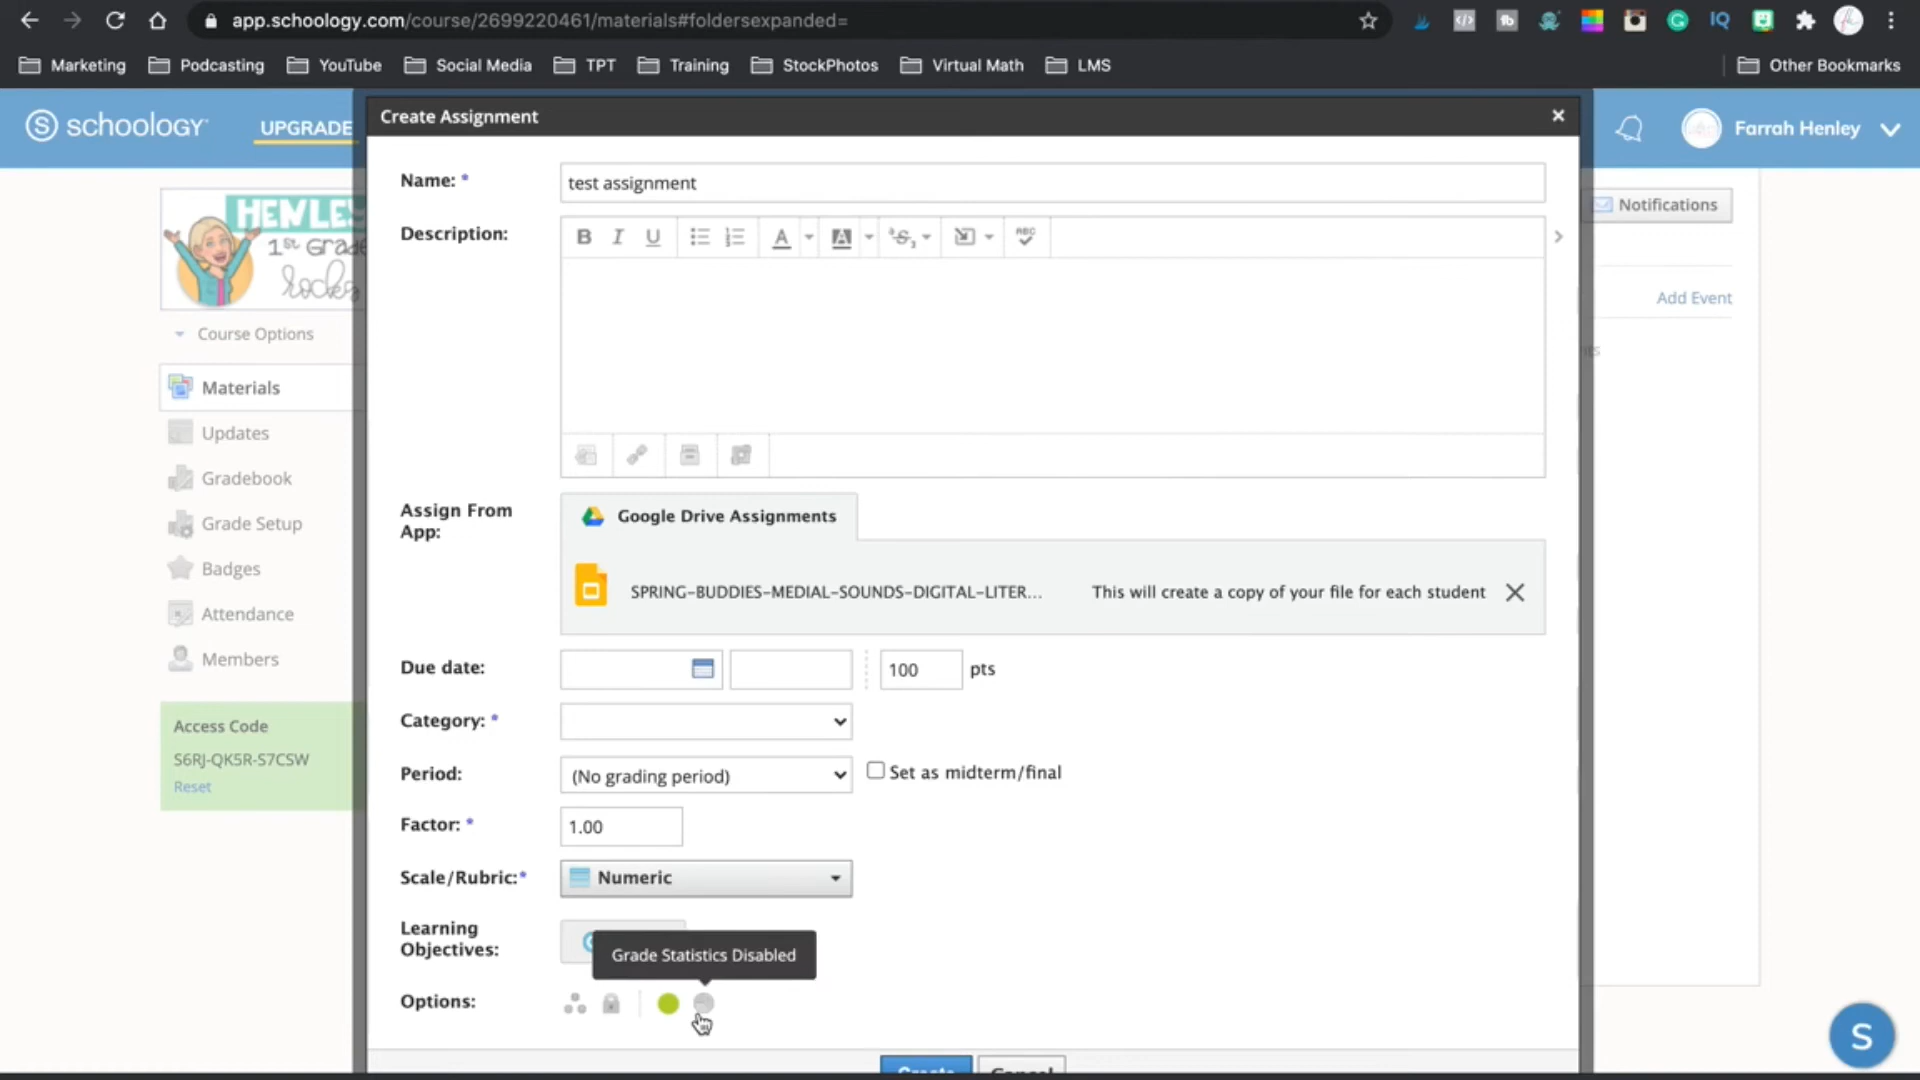 app.schoology.com/course/2699220461/materials#foldersexpanded=
Marketing Podcasting YouTube Social Media TPT Training StockPhotos Virtual Math LMS Other Bookmarks
S schoology UPGRADE
Create Assignment
Farrah Henley
Name: * test assignment
Notifications
HENLEY
1st Grade
Rocks
Description: B I U A A S ABC
Add Event
Course Options
Materials
Updates
Gradebook
Grade Setup
Badges
Attendance
Members
Assign From
App:
Google Drive Assignments
SPRING-BUDDIES-MEDIAL-SOUNDS-DIGITAL-LITER... This will create a copy of your file for each student
Due date: 100 pts
Category: *
Access Code
S6RJ-QK5R-S7CSW
Reset
Period: (No grading period) Set as midterm/final
Factor: * 1.00
Scale/Rubric:* Numeric
Learning
Objectives:
Grade Statistics Disabled
Options:
Create Cancel
S